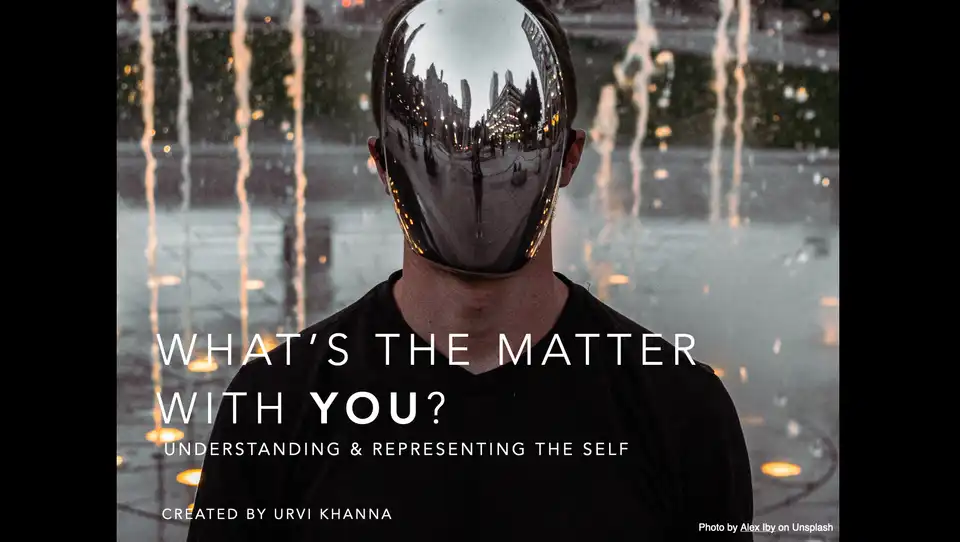 WHAT'S THE MATTER
WITH YOU?
UNDERSTANDING & REPRESENTING THE SELF
CREATED BY URVI KHANNA
Photo by Alex Iby on Unsplash